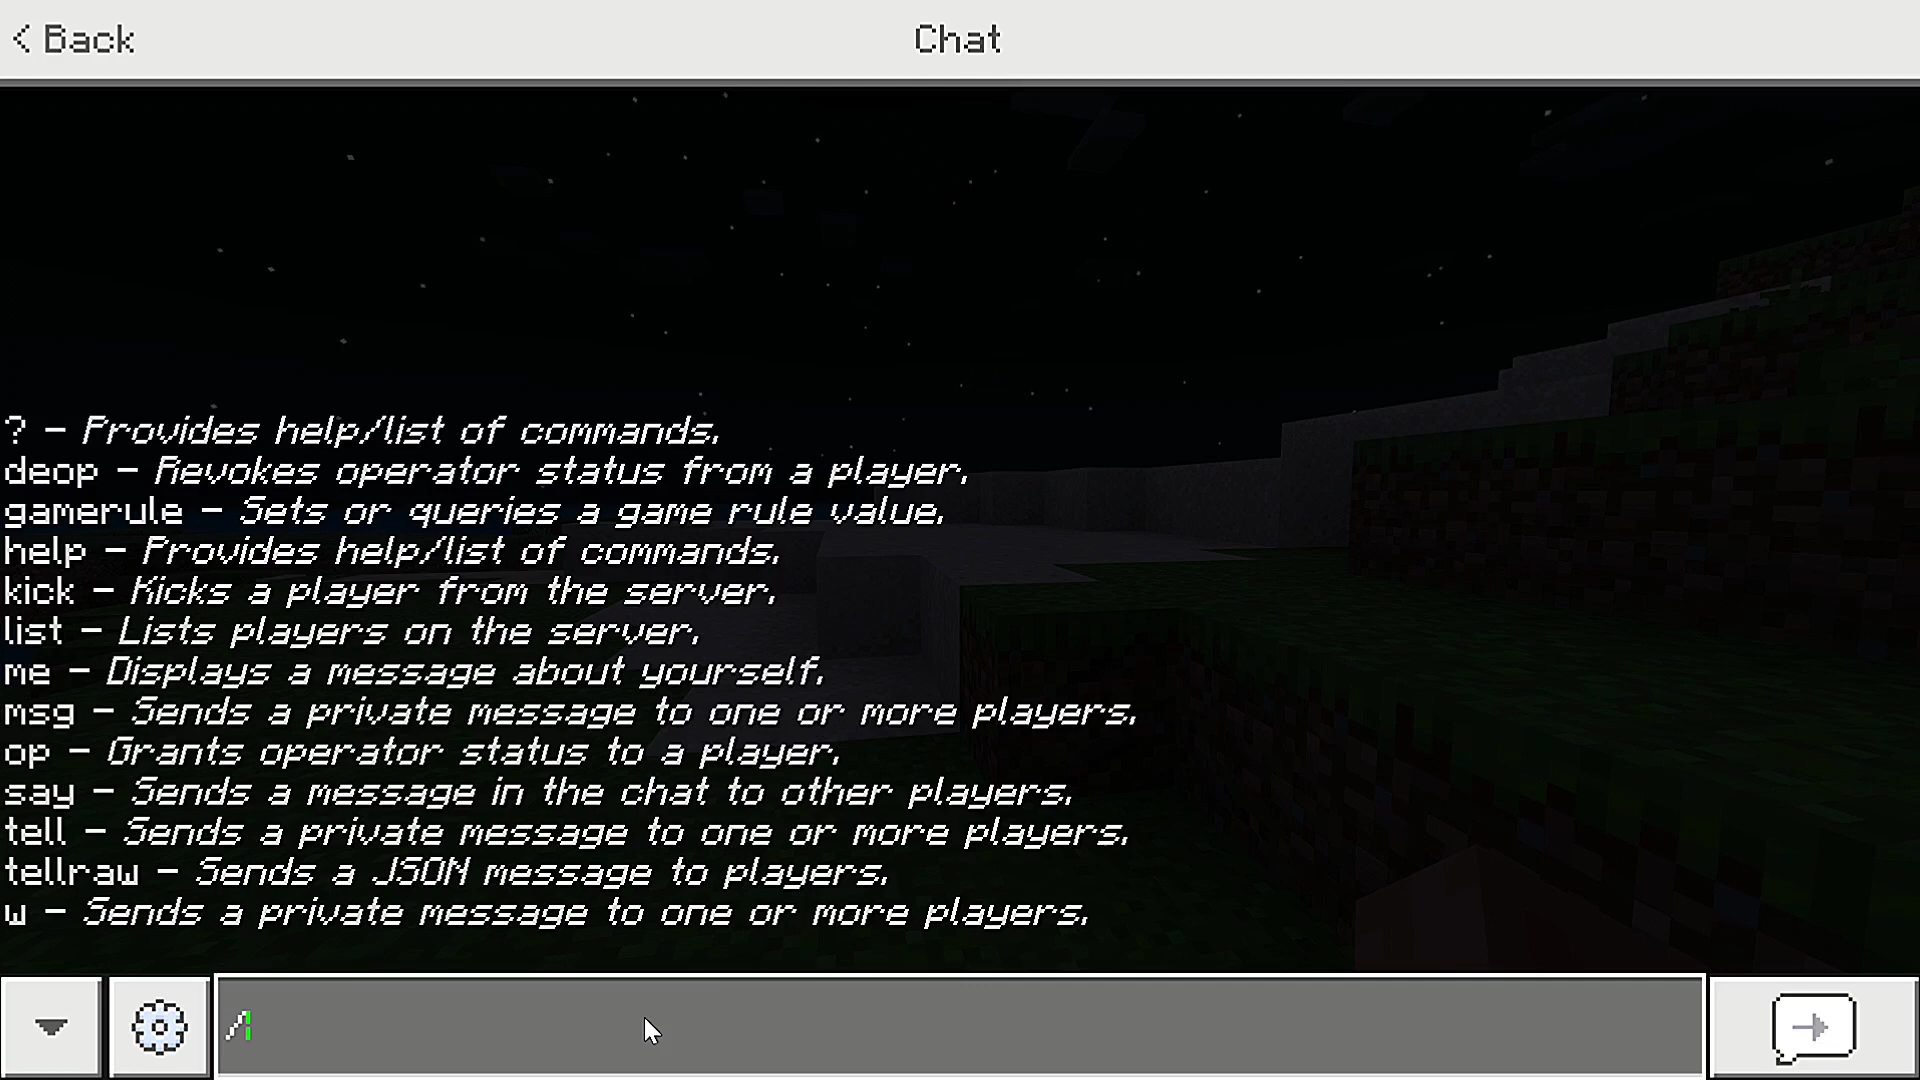 < Back
Chat
? - Provides help/list of commands.
deop - Revokes operator status from a player.
gamerule - Sets or queries a game rule value.
help - Provides help/list of commands.
kick - Kicks a player from the server.
list - Lists players on the server.
me - Displays a message about yourself.
msg - Sends a private message to one or more players.
op - Grants operator status to a player.
say - Sends a message in the chat to other players.
tell - Sends a private message to one or more players.
tellraw - Sends a JSON message to players.
w - Sends a private message to one or more players.
/